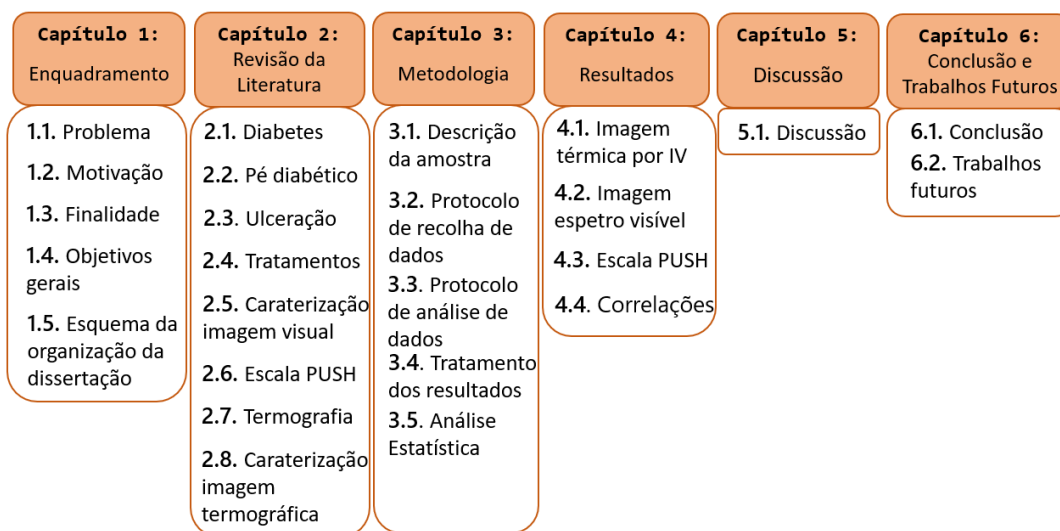 Capítulo 1:
Enquadramento
1.1. Problema
1.2. Motivação
1.3. Finalidade
1.4. Objetivos
gerais
1.5. Esquema da
organização da
dissertação
Capítulo 2:
Revisão da
Literatura
2.1. Diabetes
2.2. Pé diabético
2.3. Ulceração
2.4. Tratamentos
2.5. Caraterização
imagem visual
2.6. Escala PUSH
2.7. Termografia
2.8. Caraterização
imagem
termográfica
Capítulo 3:
Metodologia
3.1. Descrição
da amostra
3.2. Protocolo
de recolha de
dados
3.3. Protocolo
de análise de
dados
3.4. Tratamento
dos resultados
3.5. Análise
Estatística
Capítulo 4:
Resultados
4.1. Imagem
térmica por IV
4.2. Imagem
espetro visível
4.3. Escala PUSH
4.4. Correlações
Capítulo 5:
Discussão
5.1. Discussão
Capítulo 6:
Conclusão e
Trabalhos Futuros
6.1. Conclusão
6.2. Trabalhos
futuros